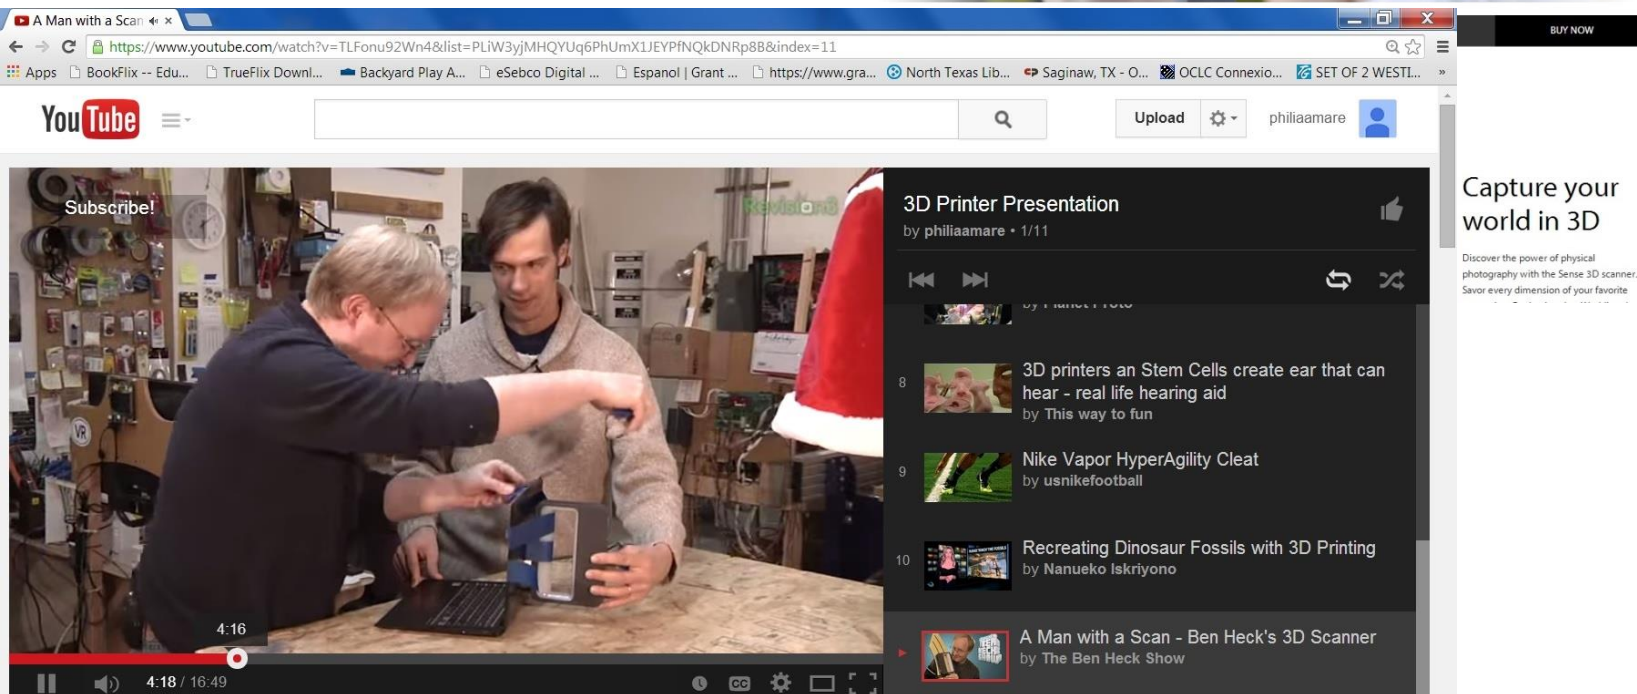 A Man with a Scan
https://www.youtube.com/watch?v=TLFonu92Wn4&list=PLiW3yjMHQYUq6PhUmX1JEYPfNQkDNRp8B&index=11
Apps BookFlix -- Edu... TrueFlix Downl... Backyard Play A... eSebco Digital ... Espanol | Grant ... https://www.gra... North Texas Lib... Saginaw, TX - O... OCLC Connexio... SET OF 2 WESTI... »
BUY NOW
YouTube
Upload
philiaamare
Subscribe!
Revision3
VR
4:16
4:18 / 16:49
CC
3D Printer Presentation
by philiaamare • 1/11
by Planet Proto
8
3D printers an Stem Cells create ear that can
hear - real life hearing aid
by This way to fun
9
Nike Vapor HyperAgility Cleat
by usnikefootball
10
Recreating Dinosaur Fossils with 3D Printing
by Nanueko Iskriyono
A Man with a Scan - Ben Heck's 3D Scanner
by The Ben Heck Show
Capture your
world in 3D
Discover the power of physical
photography with the Sense 3D scanner.
Savor every dimension of your favorite